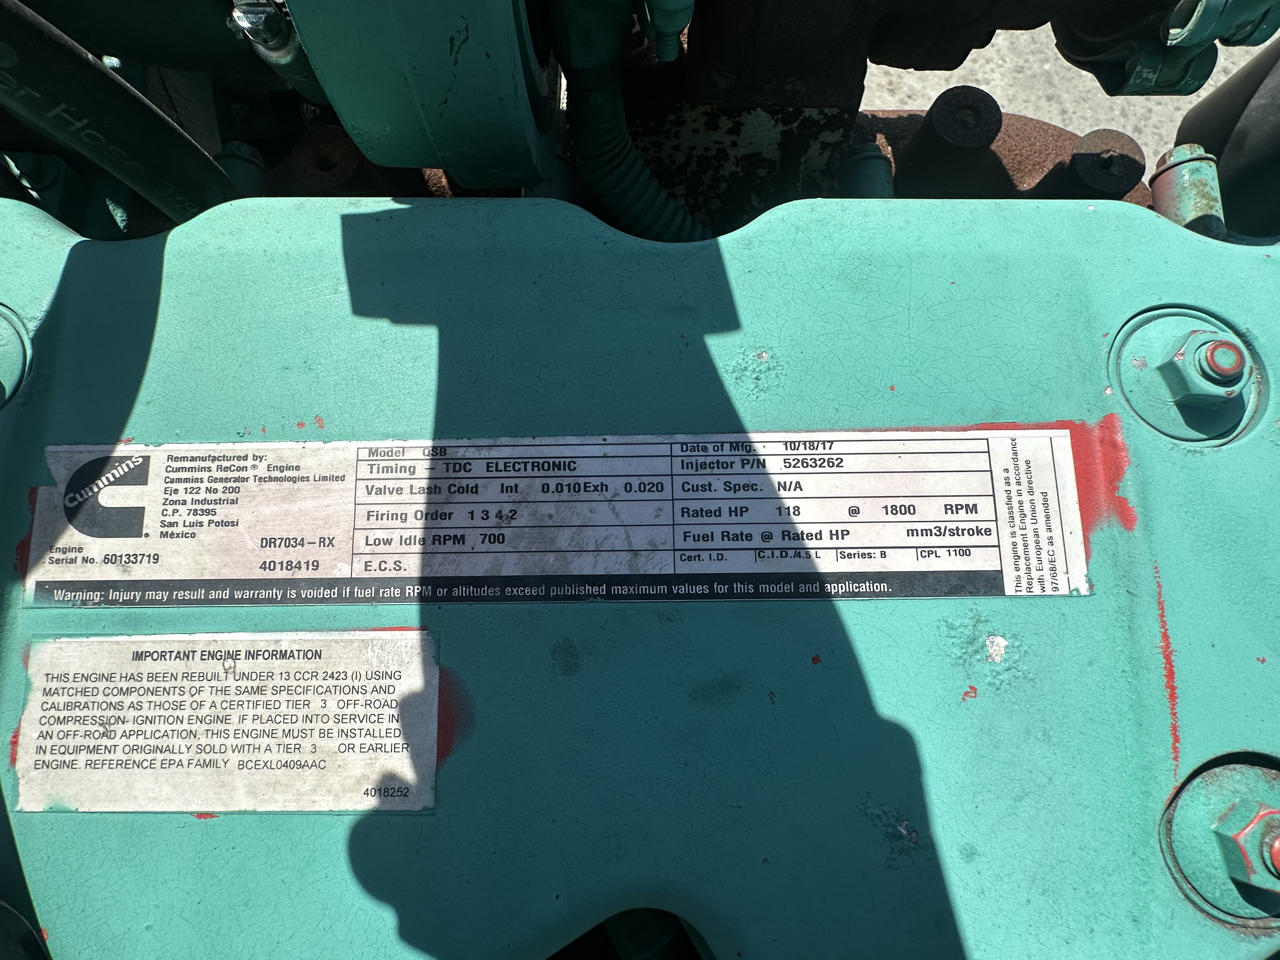 er Hose
Cummins
Remanufactured by:
Cummins ReCon® Engine
Cummins Generator Technologies Limited
Eje 122 No 200
Zona Industrial
C.P. 78395
San Luis Potosi
México
Engine
Serial No. 60133719
DR7034-RX
4018419
Model QSB
Timing - TDC ELECTRONIC
Valve Lash Cold Int 0.010 Exh 0.020
Firing Order 1 3 4 2
Low Idle RPM 700
E.C.S.
Date of Mfg. 10/18/17
Injector P/N 5263262
Cust. Spec. N/A
Rated HP 118 @ 1800 RPM
Fuel Rate @ Rated HP mm3/stroke
Cert. I.D. C.I.D./4.5 L Series: B CPL 1100
This engine is classified as a
Replacement Engine in accordance
with European Union directive
97/68/EC as amended
Warning: Injury may result and warranty is voided if fuel rate RPM or altitudes exceed published maximum values for this model and application.
IMPORTANT ENGINE INFORMATION
THIS ENGINE HAS BEEN REBUILT UNDER 13 CCR 2423 (I) USING
MATCHED COMPONENTS OF THE SAME SPECIFICATIONS AND
CALIBRATIONS AS THOSE OF A CERTIFIED TIER 3 OFF-ROAD
COMPRESSION- IGNITION ENGINE. IF PLACED INTO SERVICE IN
AN OFF-ROAD APPLICATION, THIS ENGINE MUST BE INSTALLED
IN EQUIPMENT ORIGINALLY SOLD WITH A TIER 3 OR EARLIER
ENGINE. REFERENCE EPA FAMILY BCEXL0409AAC
4018252